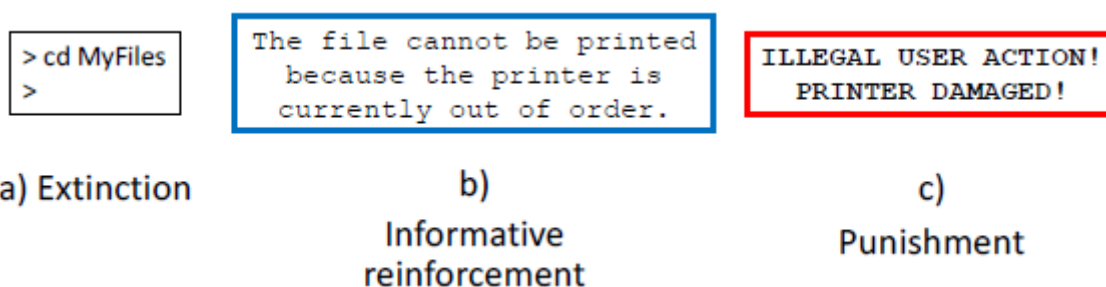 > cd MyFiles
>
The file cannot be printed
because the printer is
currently out of order.
ILLEGAL USER ACTION!
PRINTER DAMAGED!
a) Extinction
b)
Informative
reinforcement
c)
Punishment